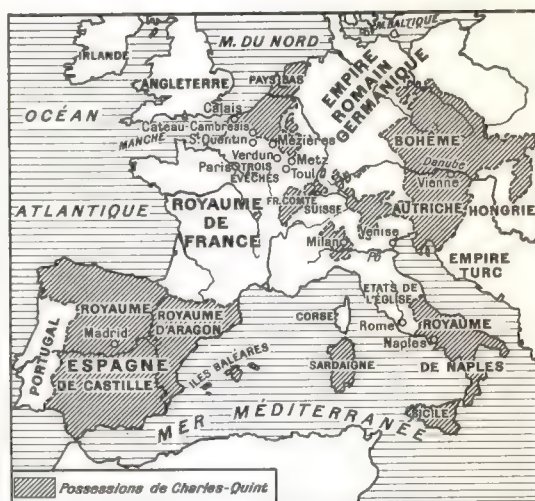 IRLANDE
M. DU NORD
M. BALTIQUE
ANGLETERRE
PAYS BAS
EMPIRE
ROMAIN
GERMANIQUE
OCÉAN
Calais
Cateau-Cambrésis
MANCHE
St Quentin
Mézières
BOHÊME
Verdun
Metz
Paris
TROIS
Toul
ÉVÊCHÉS
Danube
Vienne
ATLANTIQUE
ROYAUME
DE
FRANCE
FR. COMTÉ
SUISSE
AUTRICHE
HONGRIE
Milan
Venise
Pô
EMPIRE
TURC
ROYAUME
ROYAUME
D'ARAGON
ÉTATS DE
L'ÉGLISE
CORSE
Rome
ROYAUME
PORTUGAL
Madrid
Naples
ESPAGNE
DE CASTILLE
ILES BALÉARES
SARDAIGNE
DE NAPLES
SICILE
MER MÉDITERRANÉE
Possessions de Charles-Quint